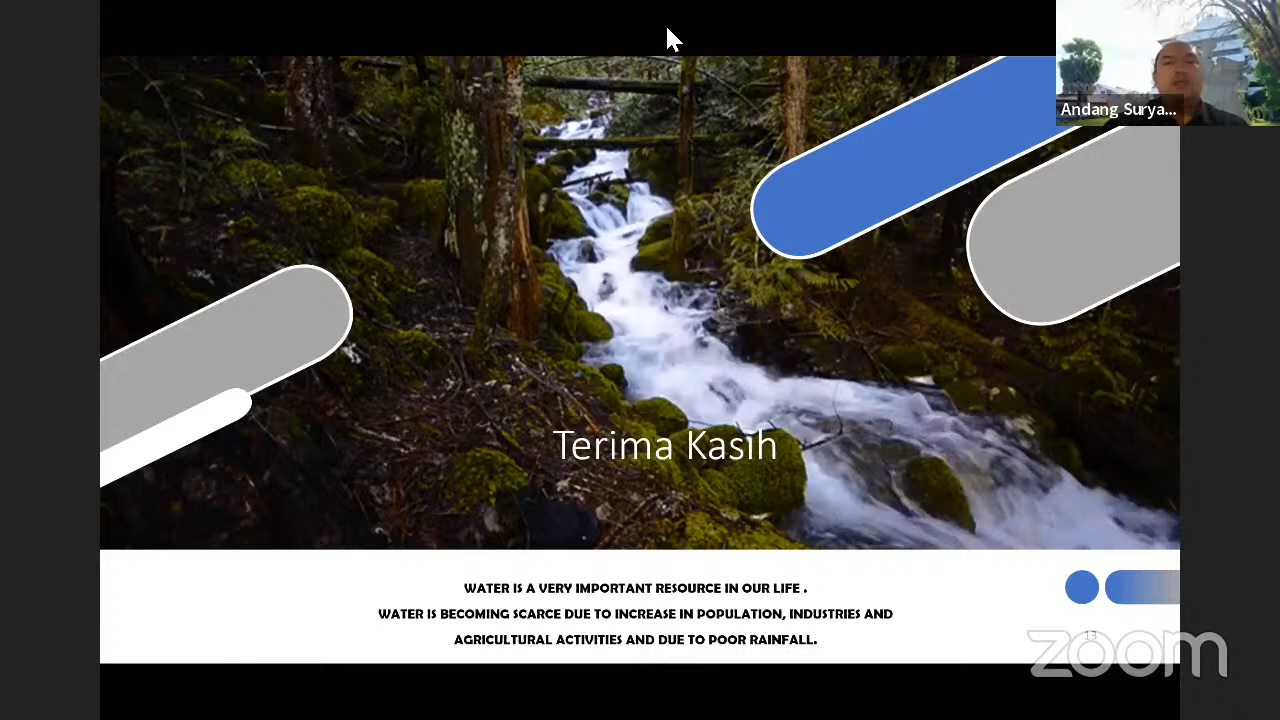 Andang Surya...
Terima Kasih
WATER IS A VERY IMPORTANT RESOURCE IN OUR LIFE .
WATER IS BECOMING SCARCE DUE TO INCREASE IN POPULATION, INDUSTRIES AND
AGRICULTURAL ACTIVITIES AND DUE TO POOR RAINFALL.
13
zoom